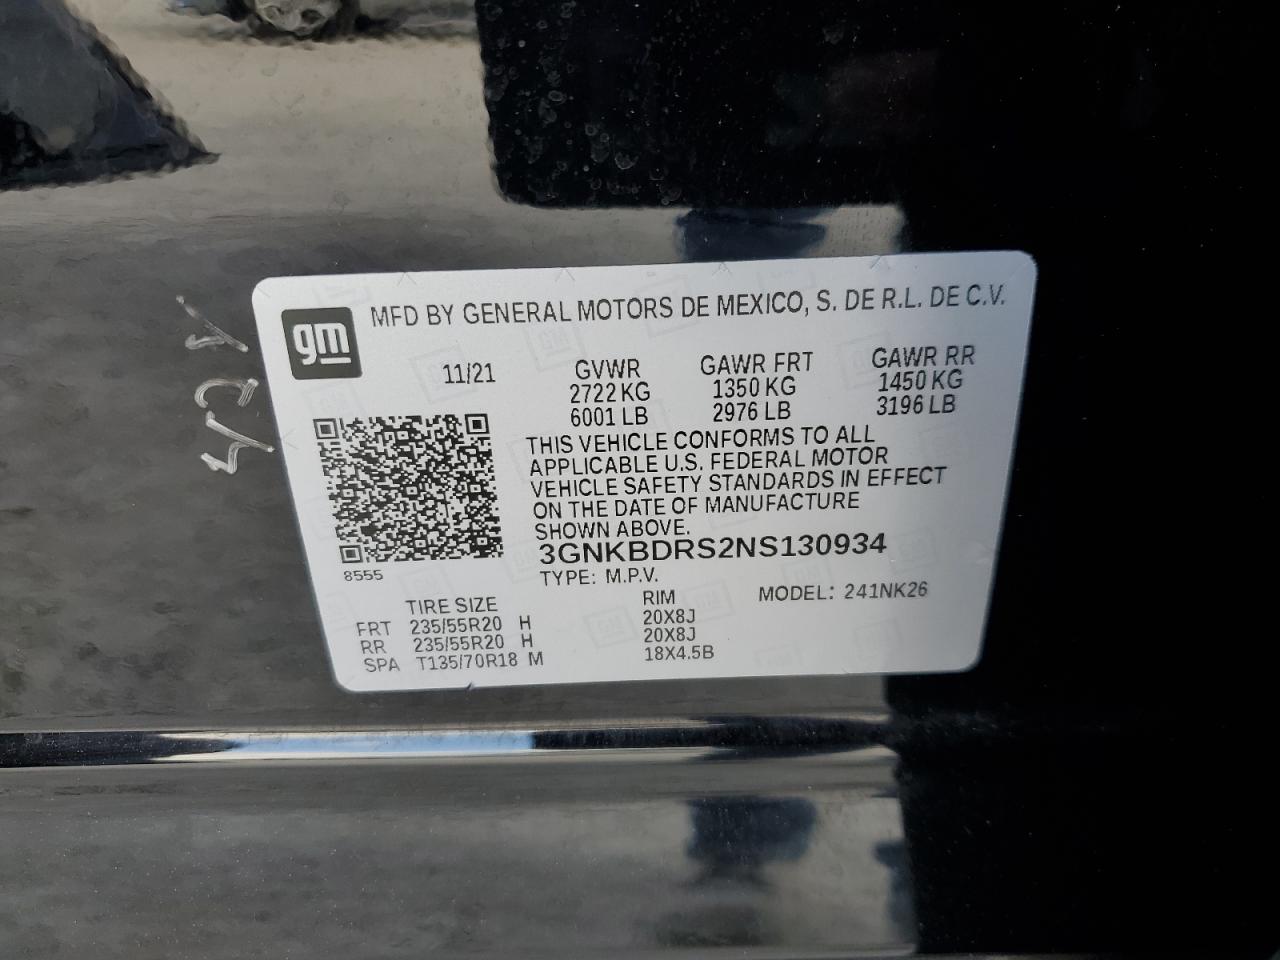 gm
MFD BY GENERAL MOTORS DE MEXICO, S. DE R.L. DE C.V.
11/21 GVWR GAWR FRT GAWR RR
2722 KG 1350 KG 1450 KG
6001 LB 2976 LB 3196 LB
THIS VEHICLE CONFORMS TO ALL
APPLICABLE U.S. FEDERAL MOTOR
VEHICLE SAFETY STANDARDS IN EFFECT
ON THE DATE OF MANUFACTURE
SHOWN ABOVE.
3GNKBDRS2NS130934
8555
TYPE: M.P.V. MODEL: 241NK26
TIRE SIZE RIM
FRT 235/55R20 H 20X8J
RR 235/55R20 H 20X8J
SPA T135/70R18 M 18X4.5B